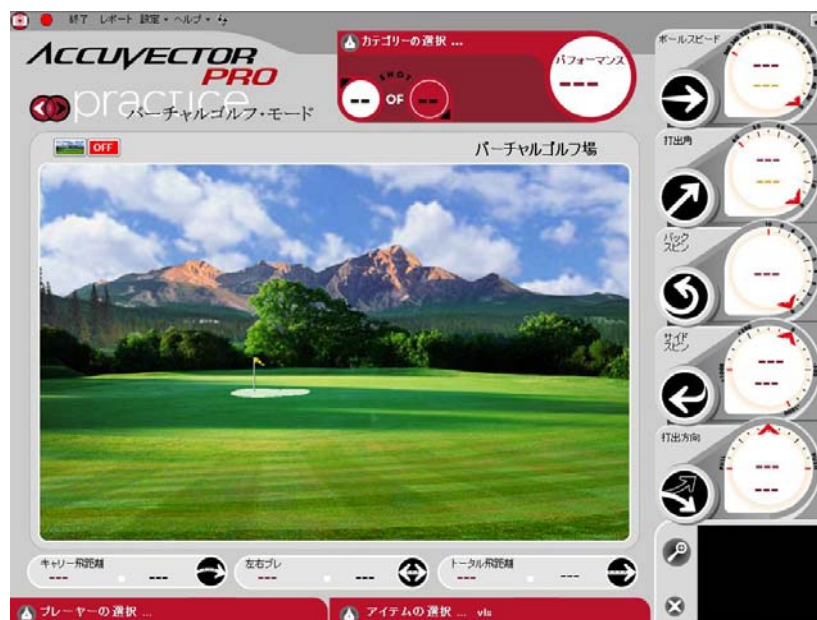 終了 レポート 設定 ヘルプ
ACCUVECTOR
PRO
practice
バーチャルゴルフ・モード
カテゴリーの選択 ...
SHOT
-- OF --
パフォーマンス
---
OFF
バーチャルゴルフ場
ボールスピード
---
---
打出角
---
---
バック
スピン
---
サイド
スピン
---
---
打出方向
---
---
キャリー飛距離
--- ---
左右ブレ
--- ---
トータル飛距離
--- ---
プレーヤーの選択 ...
アイテムの選択 ... vls